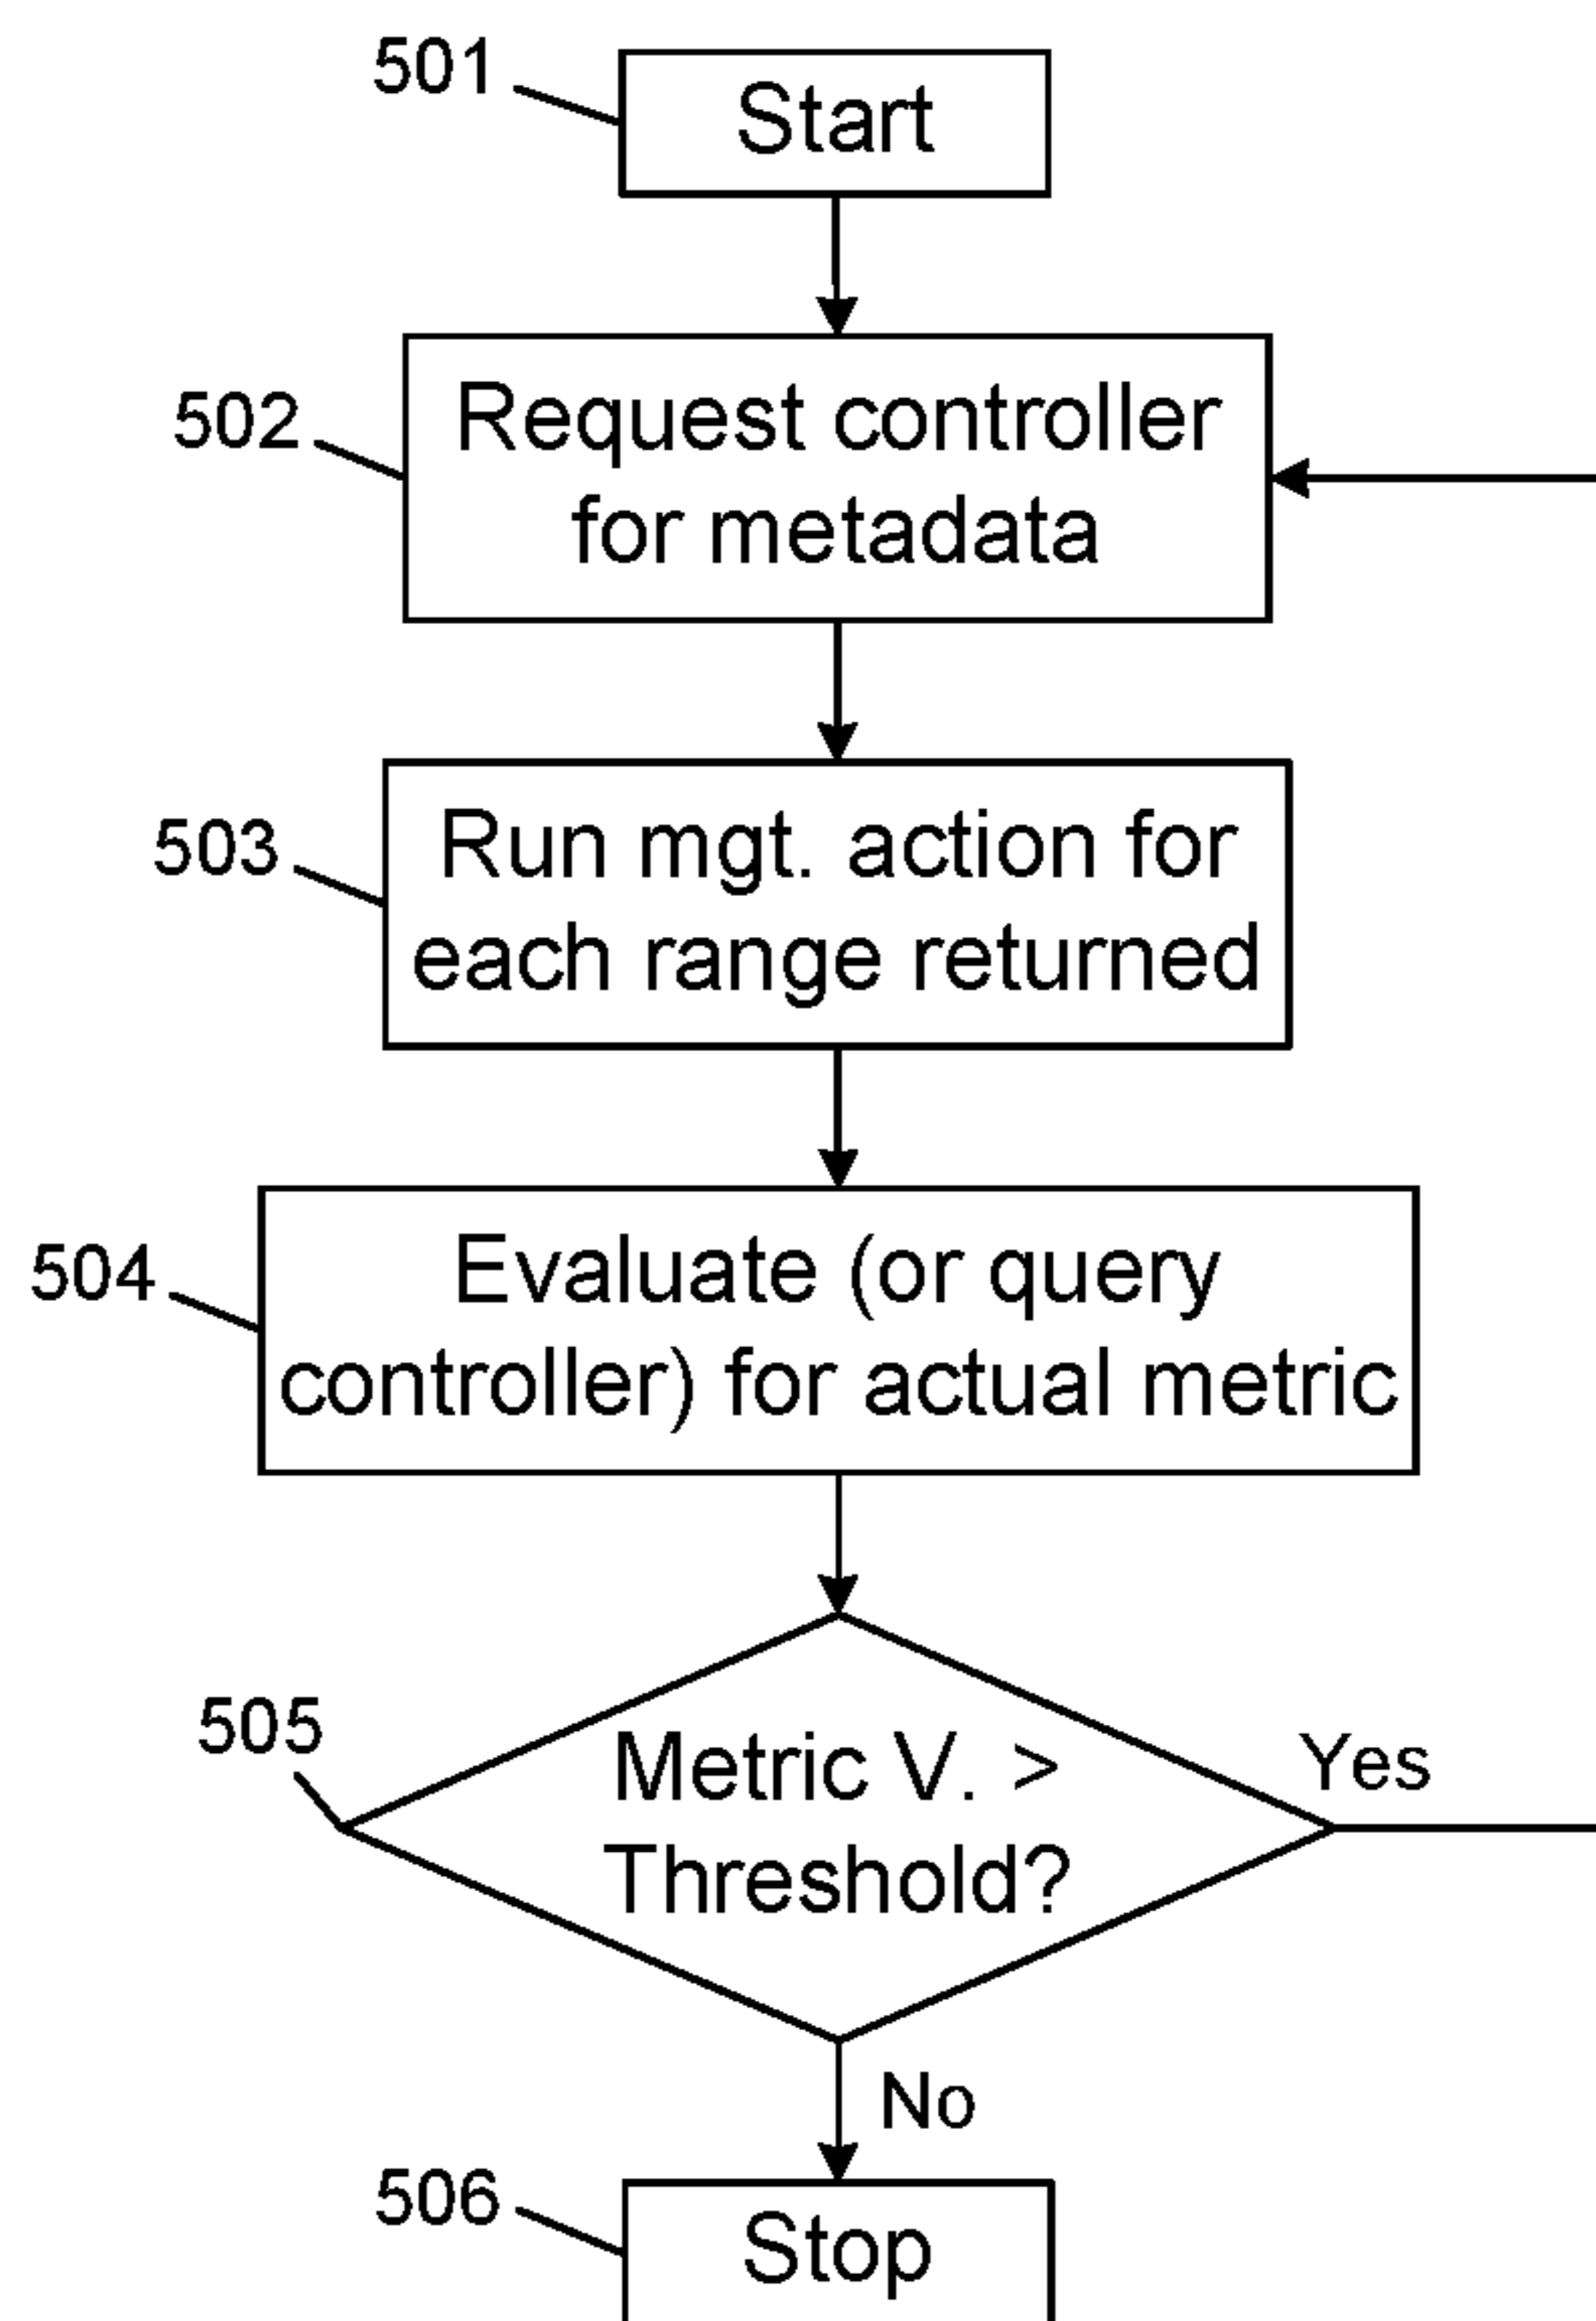 501
Start
502
Request controller
for metadata
503
Run mgt. action for
each range returned
504
Evaluate (or query
controller) for actual metric
505
Metric V. >
Threshold?
Yes
No
506
Stop